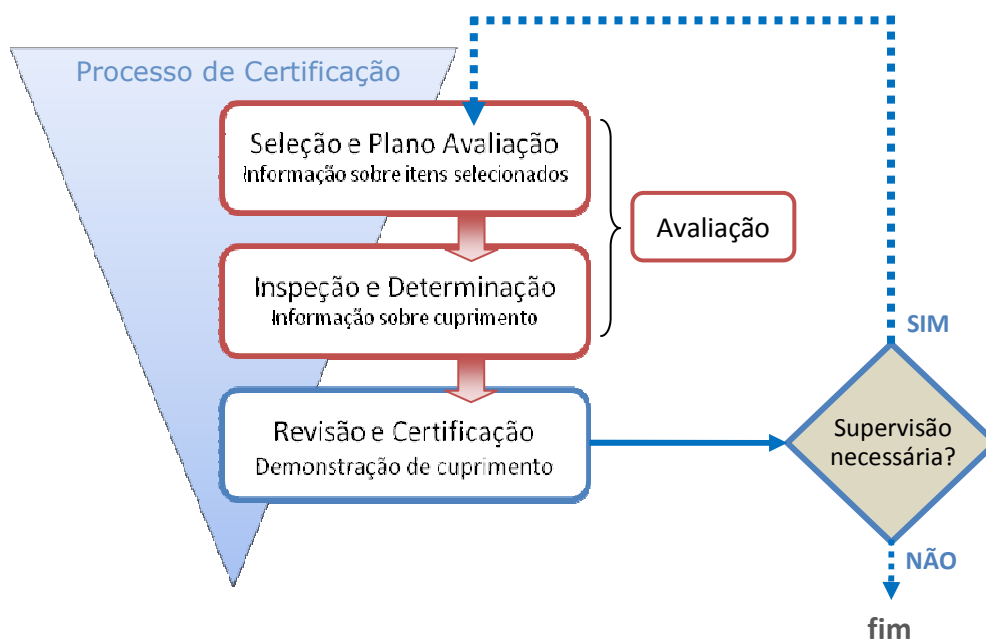 Processo de Certificação
Seleção e Plano Avaliação
Informação sobre itens selecionados
Avaliação
Inspeção e Determinação
Informação sobre cuprimento
Revisão e Certificação
Demonstração de cuprimento
SIM
Supervisão
necessária?
NÃO
fim